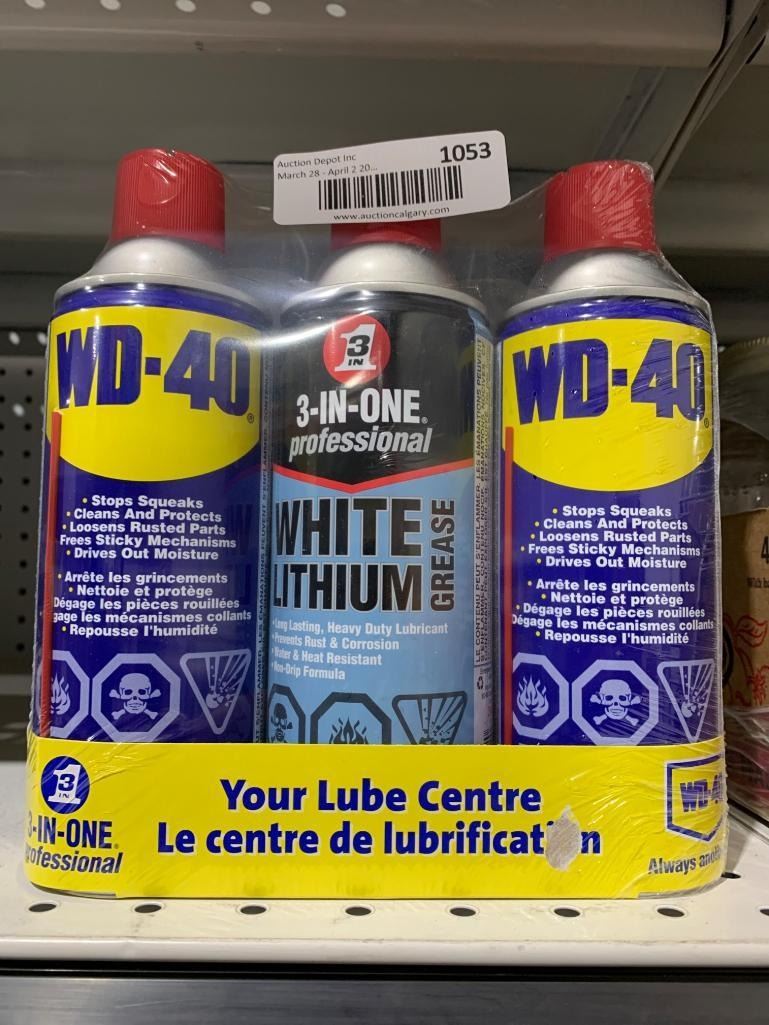 Auction Depot Inc
March 28 - April 2 20...
1053
www.auctioncalgary.com
WD-40®
• Stops Squeaks
• Cleans And Protects
• Loosens Rusted Parts
Frees Sticky Mechanisms
• Drives Out Moisture
• Arrête les grincements
• Nettoie et protège
Dégage les pièces rouillées
gage les mécanismes collants
• Repousse l'humidité
3
IN
1
3-IN-ONE®
professional
WHITE
LITHIUM
GREASE
• Long Lasting, Heavy Duty Lubricant
• Prevents Rust & Corrosion
• Water & Heat Resistant
• Non-Drip Formula
WD-40®
• Stops Squeaks
• Cleans And Protects
• Loosens Rusted Parts
• Frees Sticky Mechanisms
• Drives Out Moisture
• Arrête les grincements
• Nettoie et protège
• Dégage les pièces rouillées
Dégage les mécanismes collants
• Repousse l'humidité
3
IN
1
3-IN-ONE®
professional
Your Lube Centre
Le centre de lubrificat n
WD-40
Always